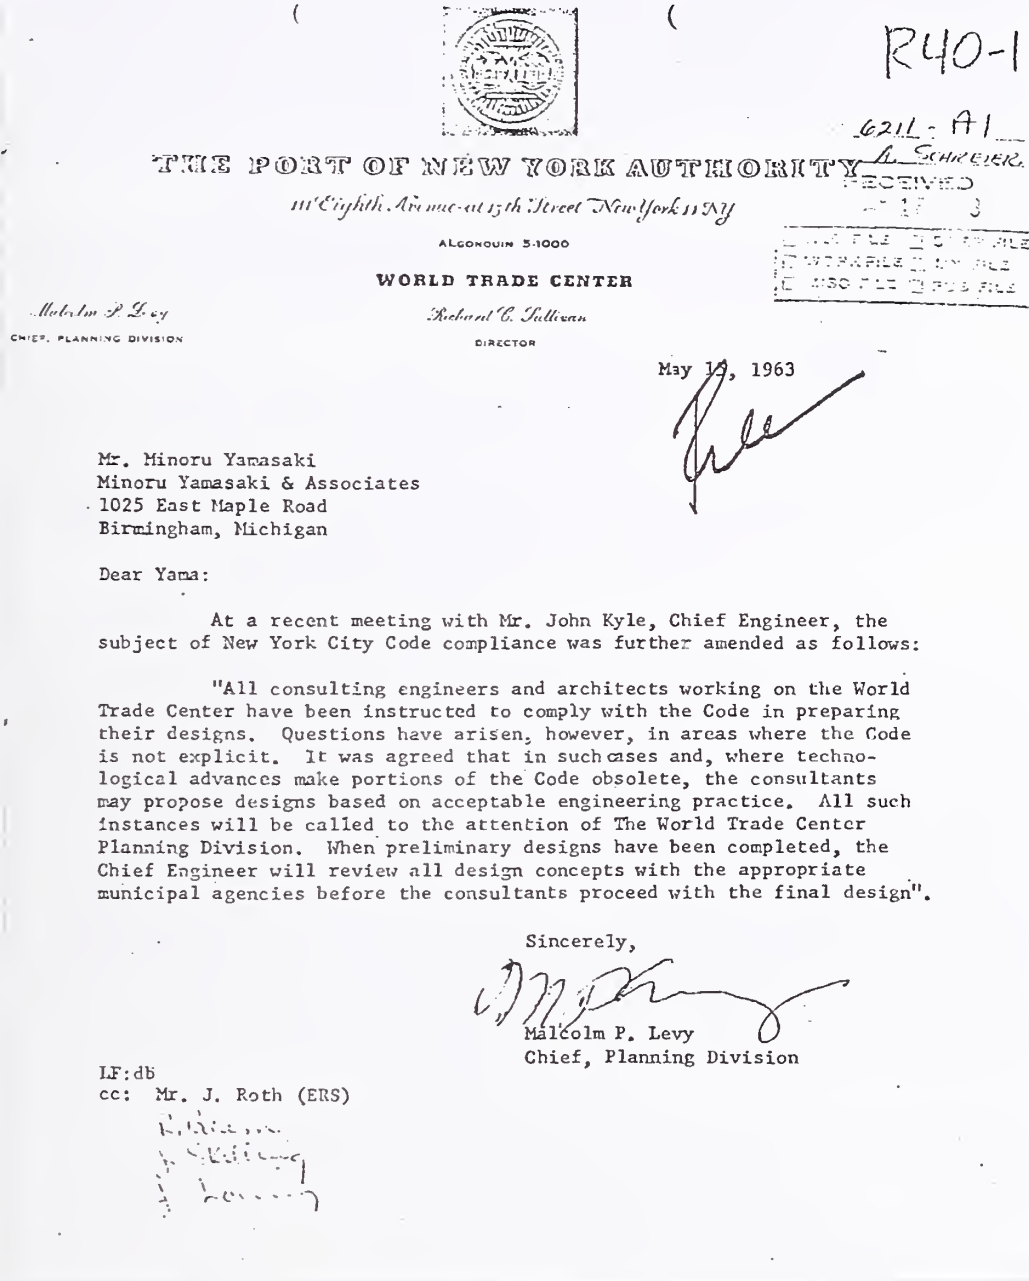 R40-1
621L-A1
A. SCHREIER
THE PORT OF NEW YORK AUTHORITY
RECEIVED
111 Eighth Avenue-at 15th Street New York 11 NY
ALGONQUIN 5-1000
WORLD TRADE CENTER
Malcolm P. Levy
CHIEF, PLANNING DIVISION
Richard C. Sullivan
DIRECTOR
May 15, 1963
Mr. Minoru Yamasaki
Minoru Yamasaki & Associates
1025 East Maple Road
Birmingham, Michigan
Dear Yama:
At a recent meeting with Mr. John Kyle, Chief Engineer, the
subject of New York City Code compliance was further amended as follows:
"All consulting engineers and architects working on the World
Trade Center have been instructed to comply with the Code in preparing
their designs. Questions have arisen, however, in areas where the Code
is not explicit. It was agreed that in such cases and, where techno-
logical advances make portions of the Code obsolete, the consultants
may propose designs based on acceptable engineering practice. All such
instances will be called to the attention of The World Trade Center
Planning Division. When preliminary designs have been completed, the
Chief Engineer will review all design concepts with the appropriate
municipal agencies before the consultants proceed with the final design".
Sincerely,
Malcolm P. Levy
Chief, Planning Division
LF:db
cc: Mr. J. Roth (ERS)